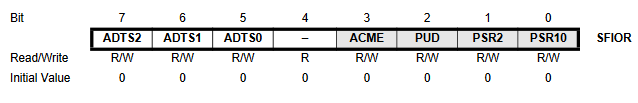 Bit 7 6 5 4 3 2 1 0
ADTS2 ADTS1 ADTS0 – ACME PUD PSR2 PSR10 SFIOR
Read/Write R/W R/W R/W R R/W R/W R/W R/W
Initial Value 0 0 0 0 0 0 0 0